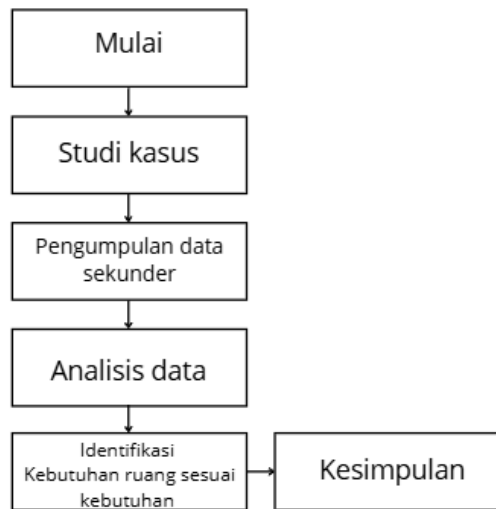 Mulai
Studi kasus
Pengumpulan data
sekunder
Analisis data
Identifikasi
Kebutuhan ruang sesuai
kebutuhan
Kesimpulan